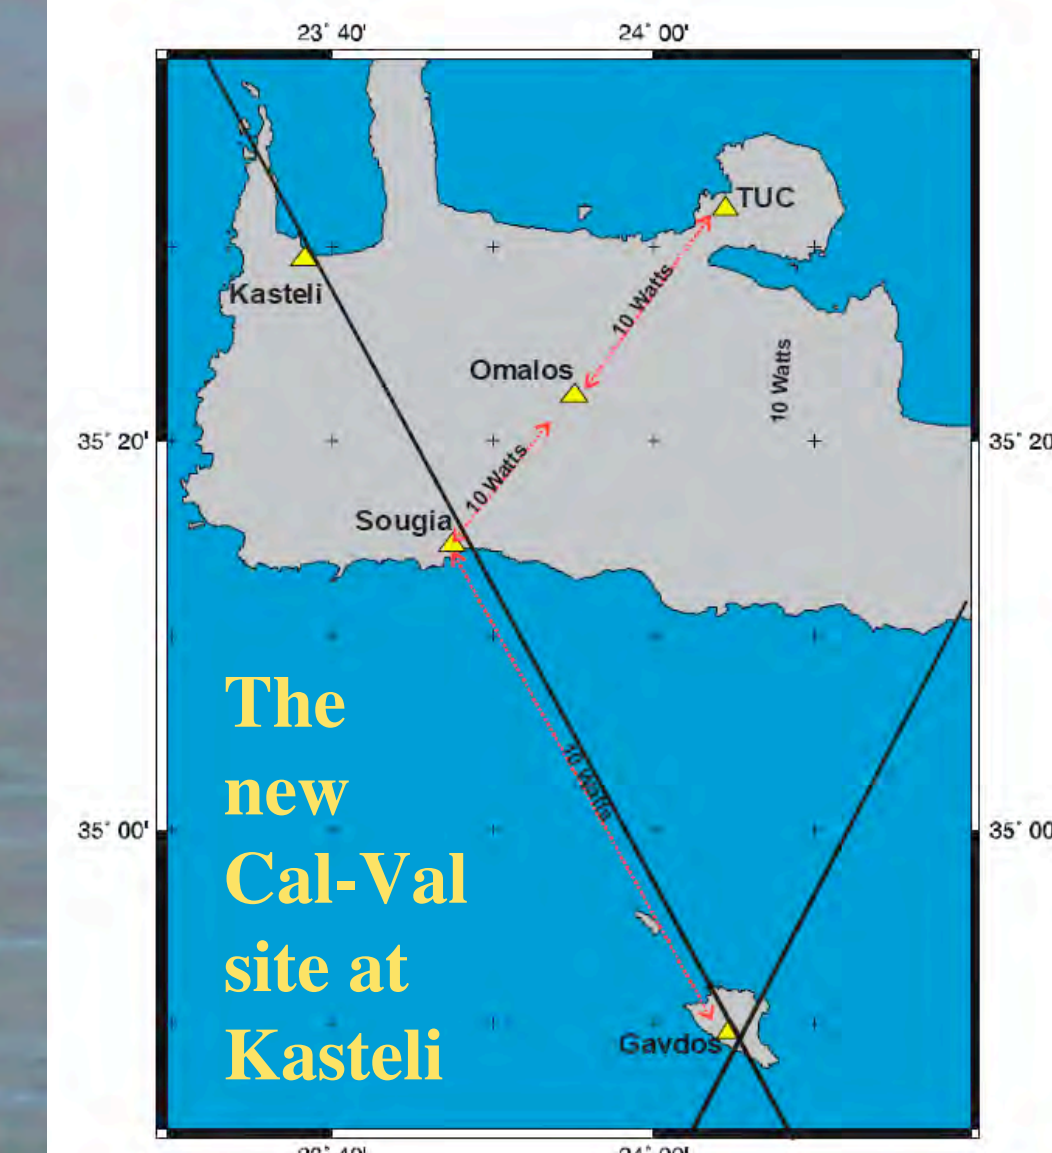 23° 40'
24° 00'
TUC
Kasteli
10 Watts
Omalos
10 Watts
35° 20'
35° 20
10 Watts
Sougia
The
new
Cal-Val
site at
Kasteli
10 Watts
35° 00'
35° 00
Gavdos